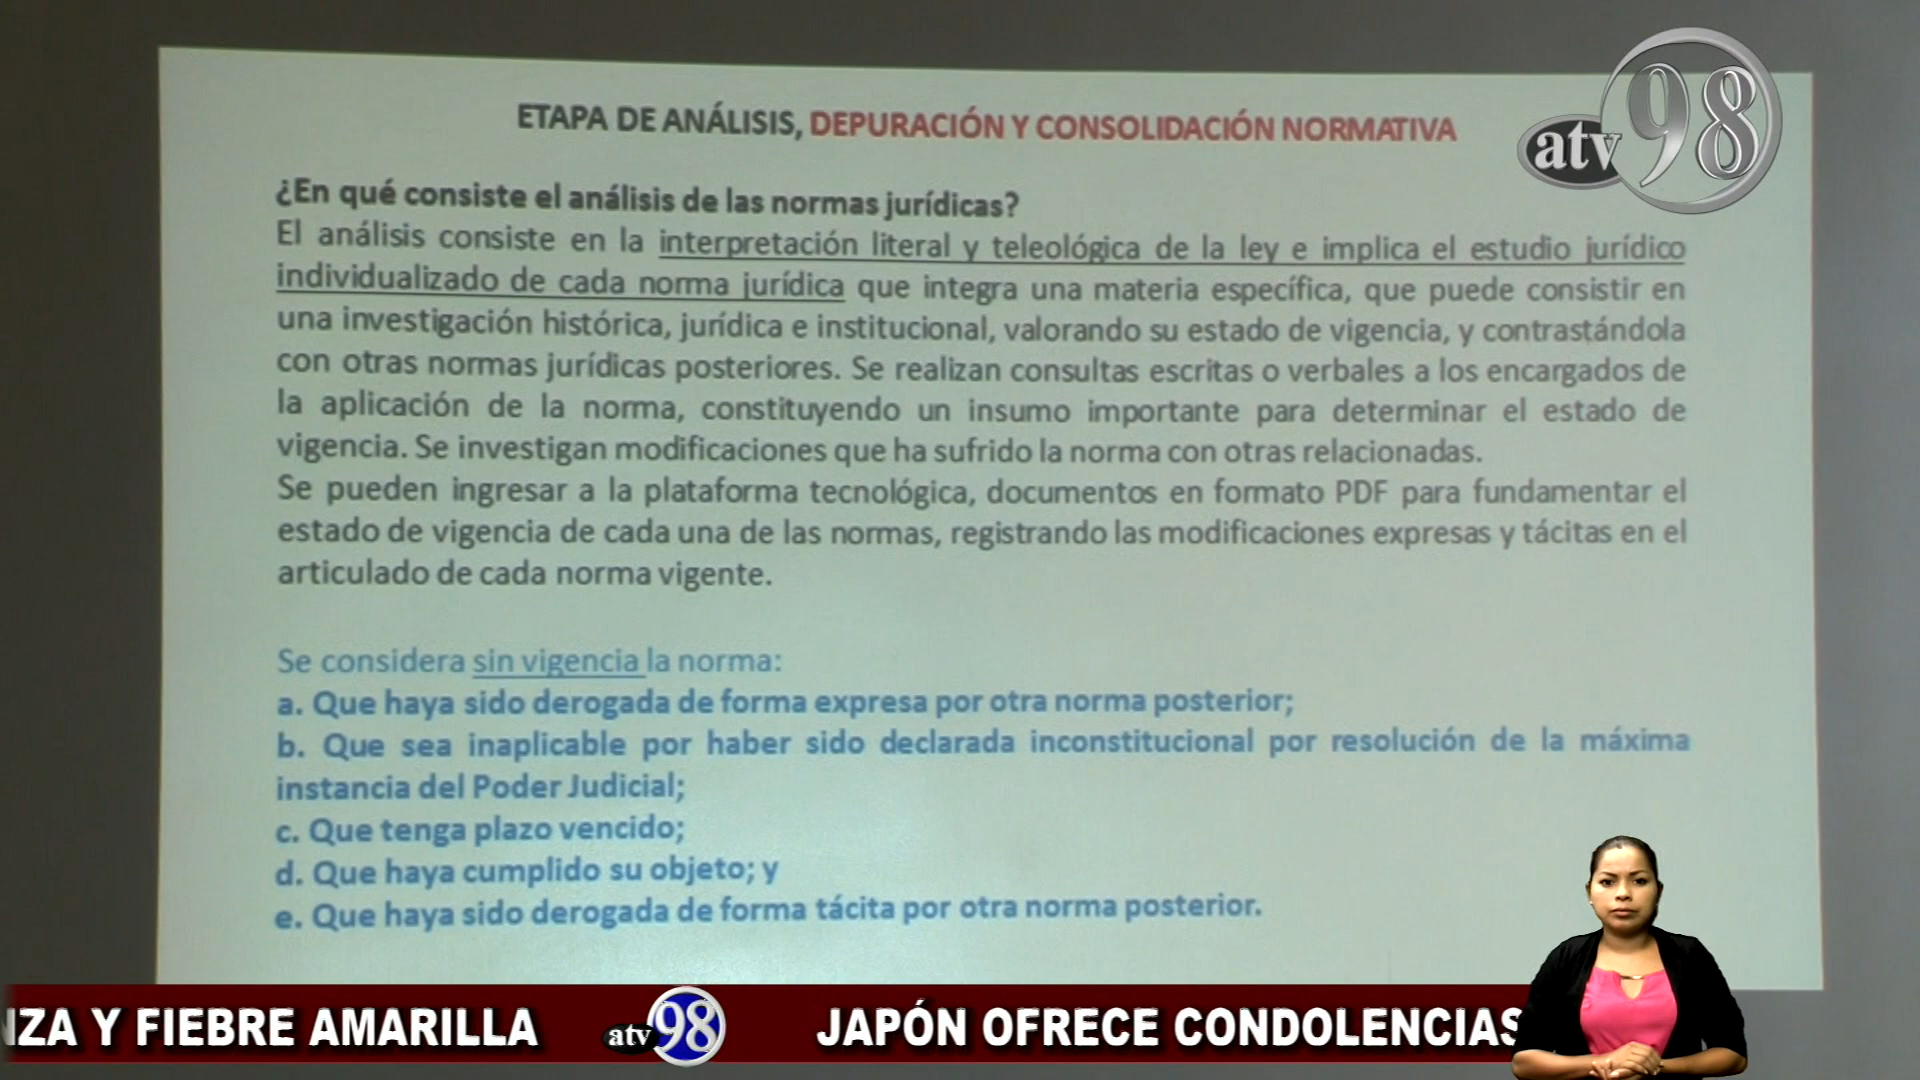 atv 98
ETAPA DE ANÁLISIS, DEPURACIÓN Y CONSOLIDACIÓN NORMATIVA
¿En qué consiste el análisis de las normas jurídicas?
El análisis consiste en la interpretación literal y teleológica de la ley e implica el estudio jurídico
individualizado de cada norma jurídica que integra una materia específica, que puede consistir en
una investigación histórica, jurídica e institucional, valorando su estado de vigencia, y contrastándola
con otras normas jurídicas posteriores. Se realizan consultas escritas o verbales a los encargados de
la aplicación de la norma, constituyendo un insumo importante para determinar el estado de
vigencia. Se investigan modificaciones que ha sufrido la norma con otras relacionadas.
Se pueden ingresar a la plataforma tecnológica, documentos en formato PDF para fundamentar el
estado de vigencia de cada una de las normas, registrando las modificaciones expresas y tácitas en el
articulado de cada norma vigente.
Se considera sin vigencia la norma:
a. Que haya sido derogada de forma expresa por otra norma posterior;
b. Que sea inaplicable por haber sido declarada inconstitucional por resolución de la máxima
instancia del Poder Judicial;
c. Que tenga plazo vencido;
d. Que haya cumplido su objeto; y
e. Que haya sido derogada de forma tácita por otra norma posterior.
NZA Y FIEBRE AMARILLA atv 98 JAPÓN OFRECE CONDOLENCIAS